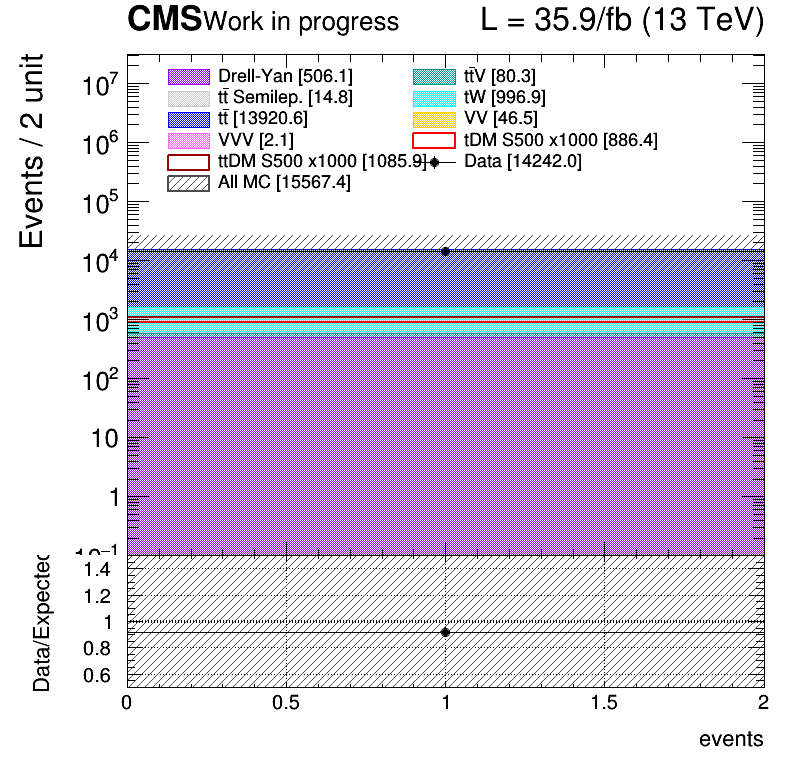 CMS Work in progress L = 35.9/fb (13 TeV)
Events / 2 unit
10⁷
10⁶
10⁵
10⁴
10³
10²
10
1
10⁻¹
Drell-Yan [506.1] tt̄V [80.3]
tt̄ Semilep. [14.8] tW [996.9]
tt̄ [13920.6] VV [46.5]
VVV [2.1] tDM S500 x1000 [886.4]
ttDM S500 x1000 [1085.9] Data [14242.0]
All MC [15567.4]
Data/Expected
1.4
1.2
1
0.8
0.6
0 0.5 1 1.5 2
events